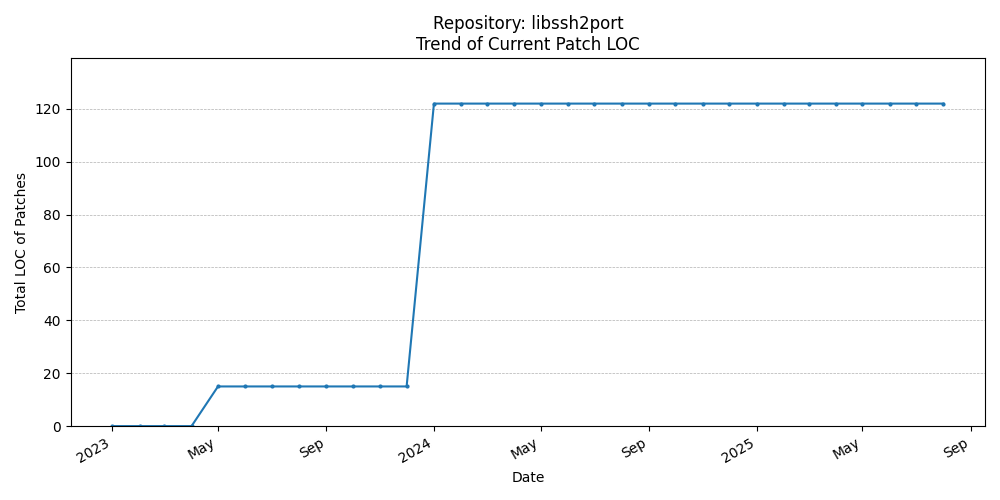 Repository: libssh2port
Trend of Current Patch LOC
Total LOC of Patches
120
100
80
60
40
20
0
2023
May
Sep
2024
May
Sep
2025
May
Sep
Date